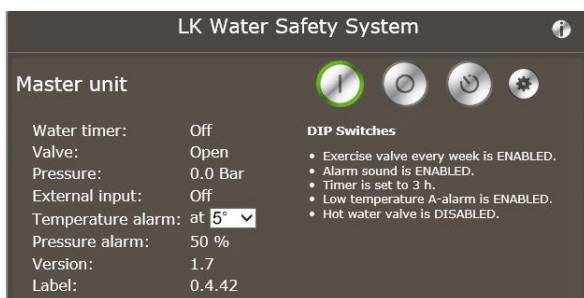 LK Water Safety System
Master unit
Water timer: Off
Valve: Open
Pressure: 0.0 Bar
External input: Off
Temperature alarm: at 5°
Pressure alarm: 50 %
Version: 1.7
Label: 0.4.42
DIP Switches
• Exercise valve every week is ENABLED.
• Alarm sound is ENABLED.
• Timer is set to 3 h.
• Low temperature A-alarm is ENABLED.
• Hot water valve is DISABLED.